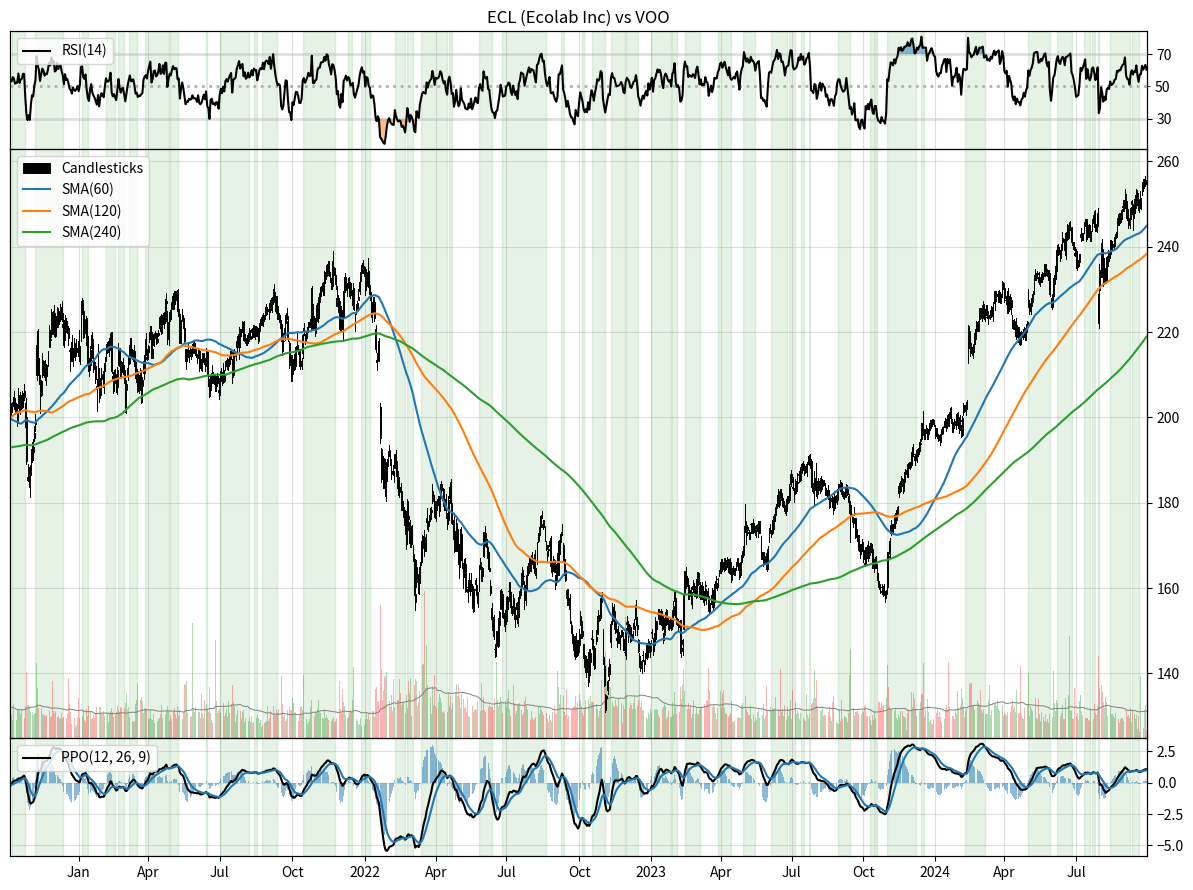 ECL (Ecolab Inc) vs VOO
RSI(14)
70
50
30
Candlesticks
SMA(60)
SMA(120)
SMA(240)
260
240
220
200
180
160
140
PPO(12, 26, 9)
2.5
0.0
−2.5
−5.0
Jan Apr Jul Oct 2022 Apr Jul Oct 2023 Apr Jul Oct 2024 Apr Jul